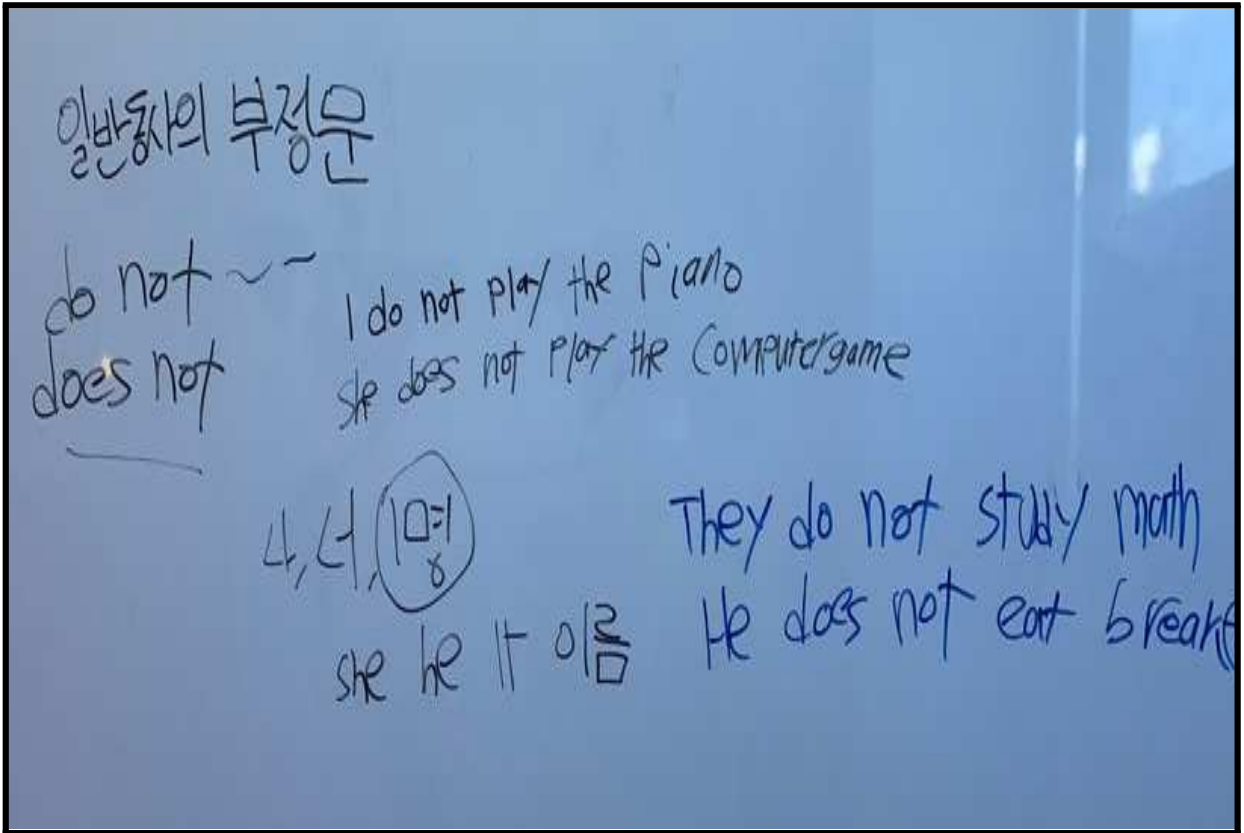 일반동사의 부정문
do not ~ ~
does not
I do not play the piano
she does not play the computergame
나, 너, 1명
she he it 이름
They do not study math
He does not eat